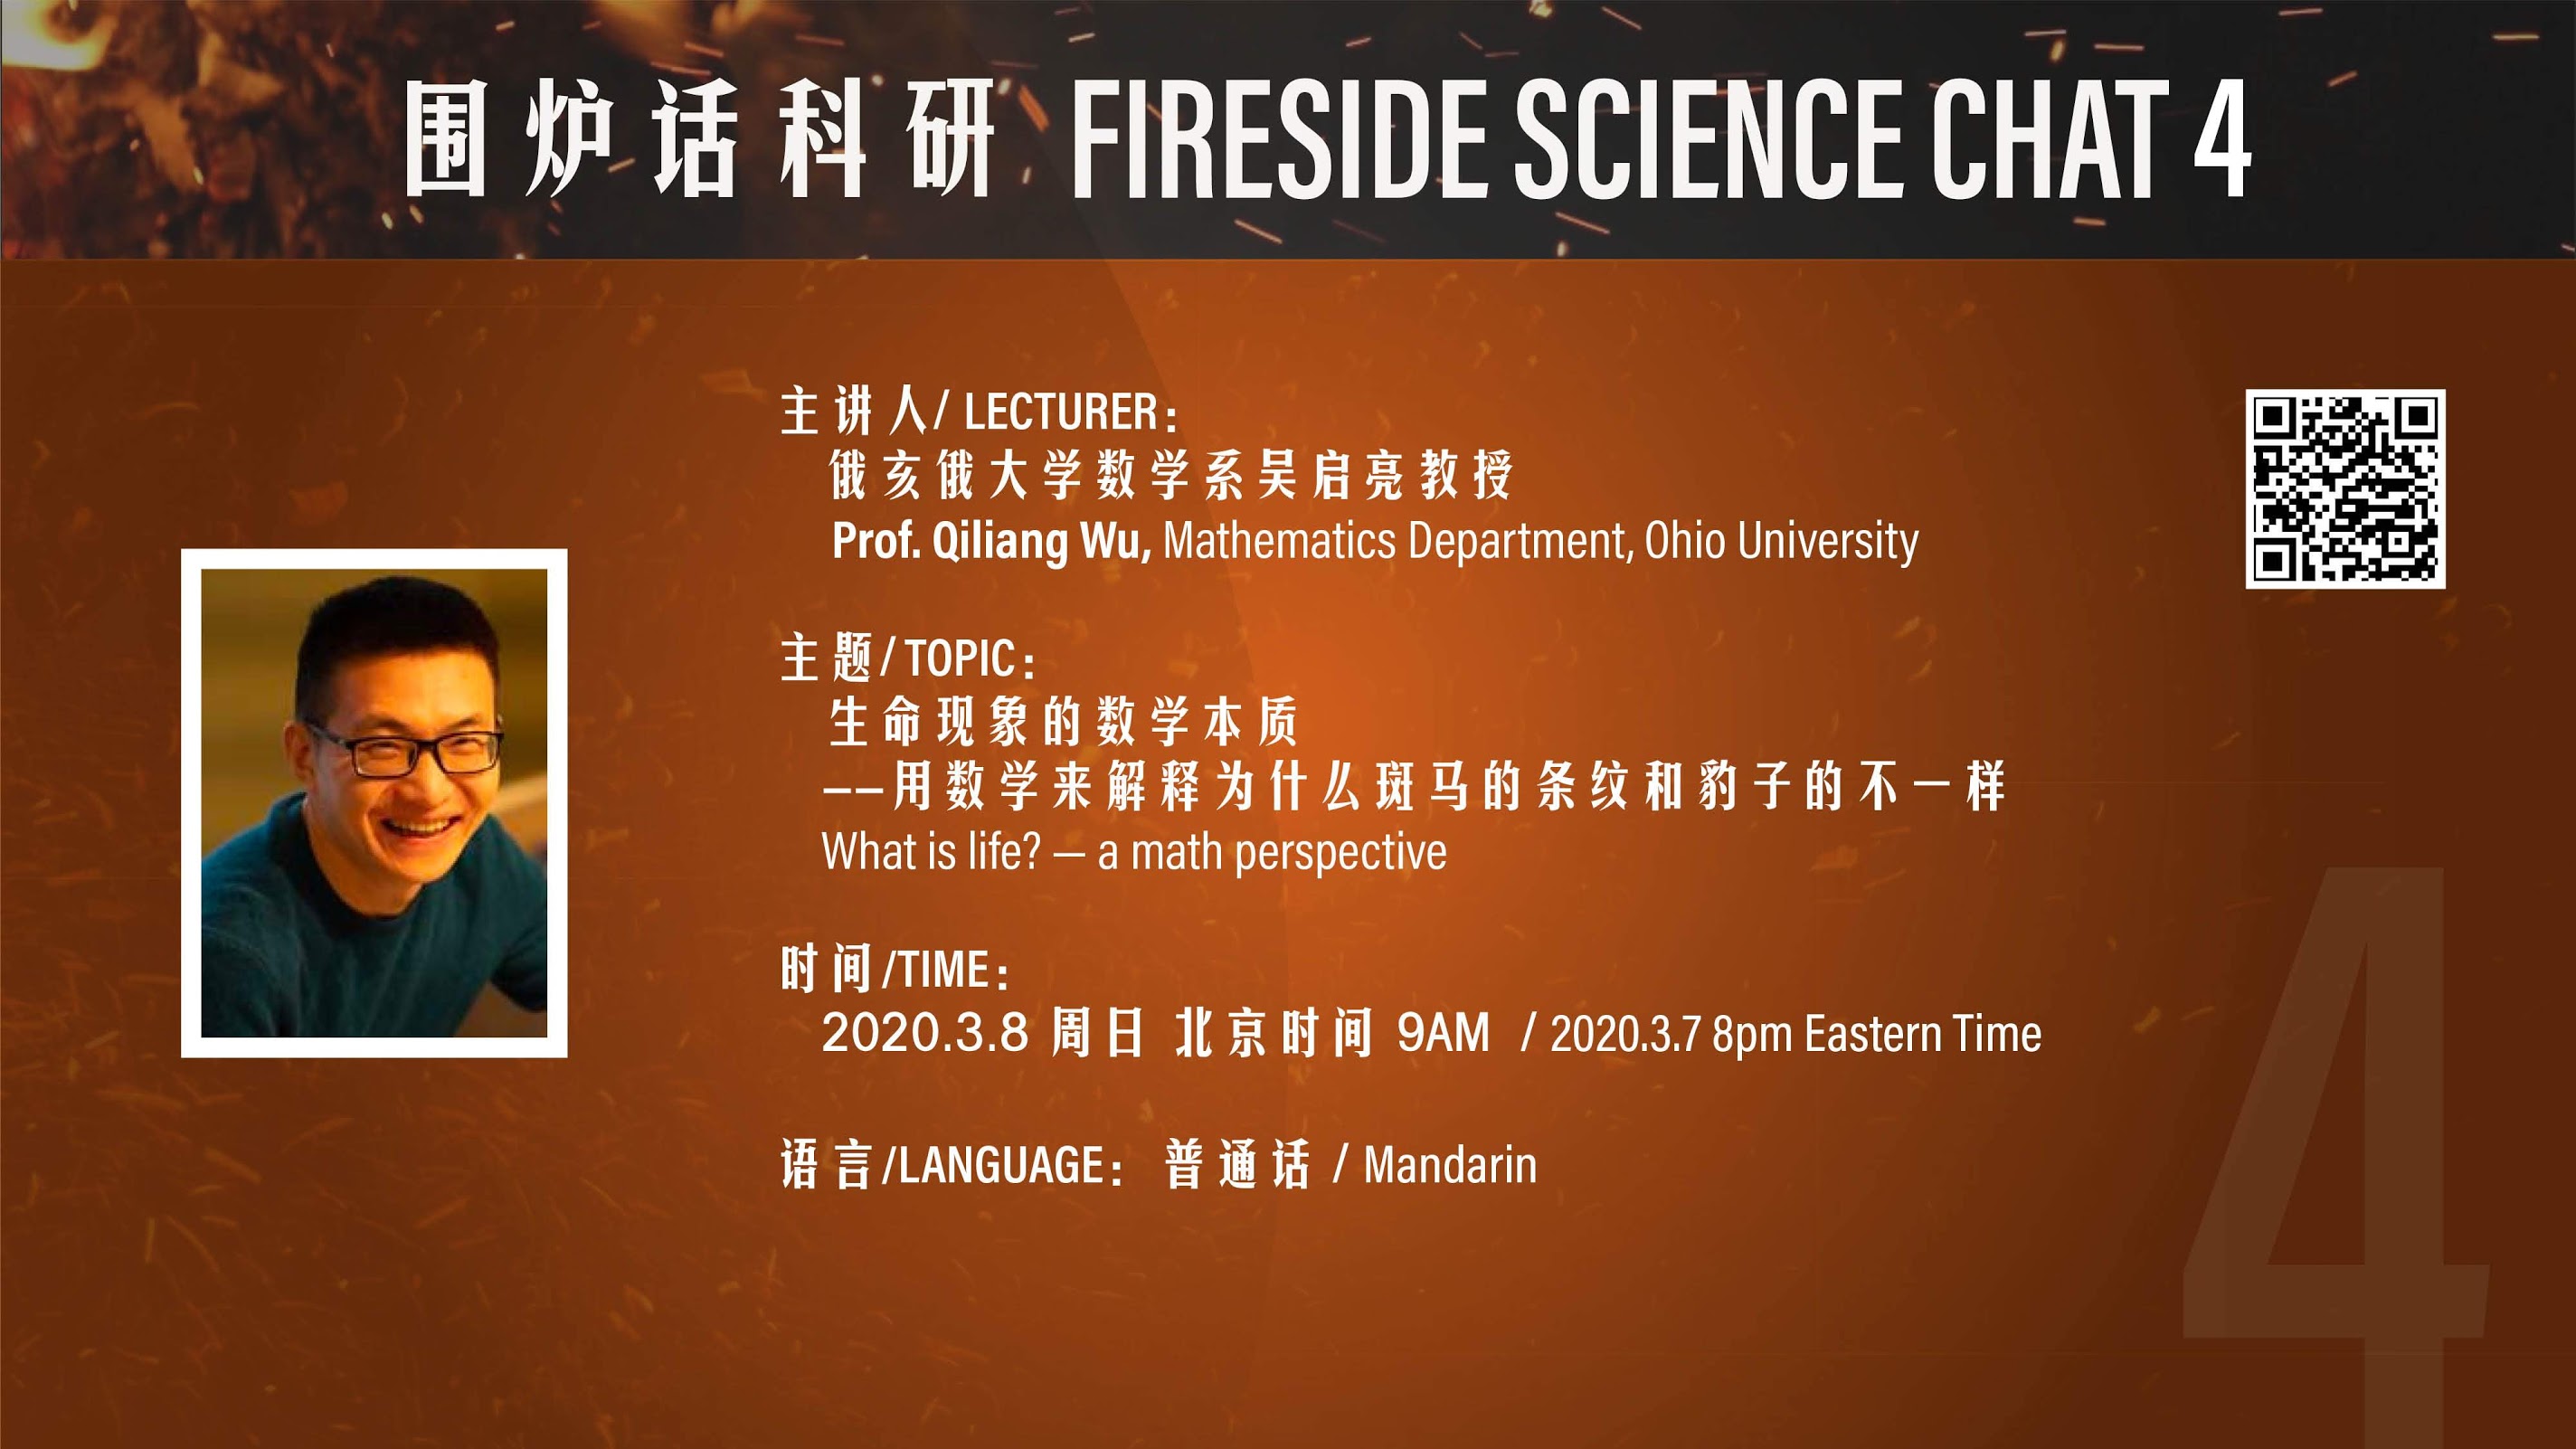 围炉话科研 FIRESIDE SCIENCE CHAT 4
主讲人/ LECTURER：
俄亥俄大学数学系吴启亮教授
Prof. Qiliang Wu, Mathematics Department, Ohio University
主题/ TOPIC：
生命现象的数学本质
——用数学来解释为什么斑马的条纹和豹子的不一样
What is life? — a math perspective
时间/TIME：
2020.3.8 周日 北京时间 9AM / 2020.3.7 8pm Eastern Time
语言/LANGUAGE：普通话 / Mandarin
4